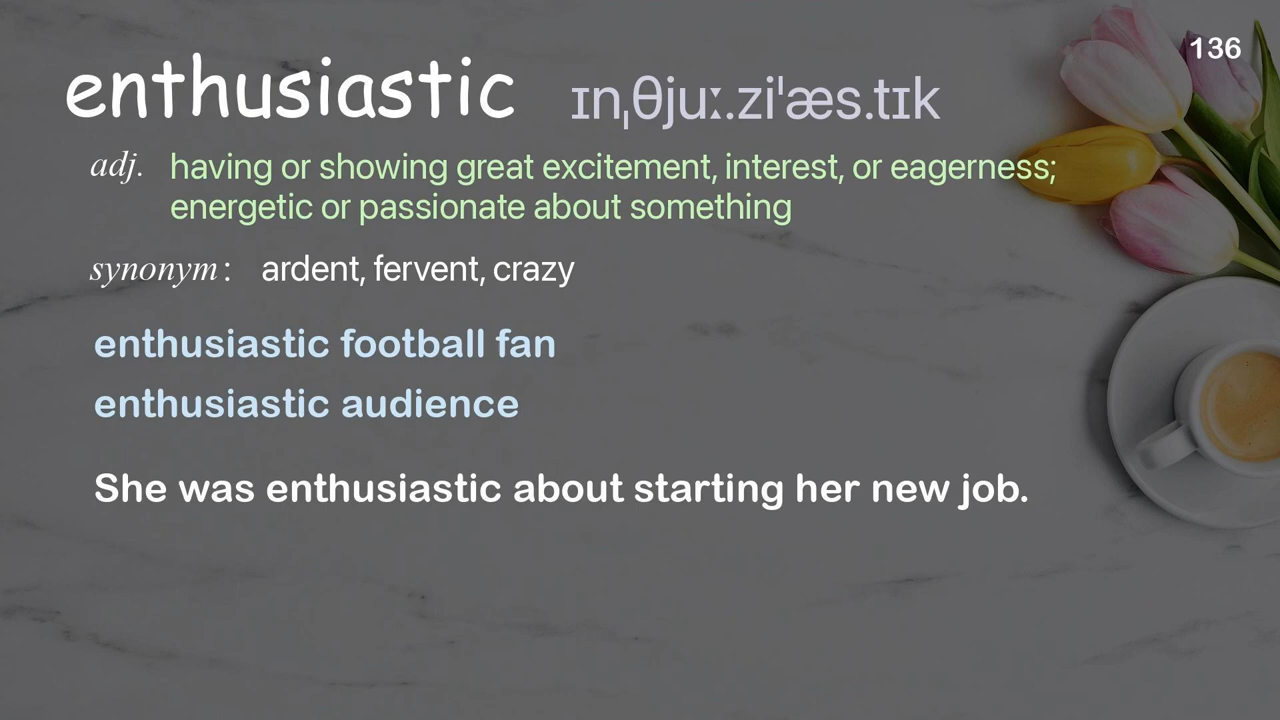 136
enthusiastic ɪnˌθjuː.ziˈæs.tɪk
adj. having or showing great excitement, interest, or eagerness;
energetic or passionate about something
synonym : ardent, fervent, crazy
enthusiastic football fan
enthusiastic audience
She was enthusiastic about starting her new job.